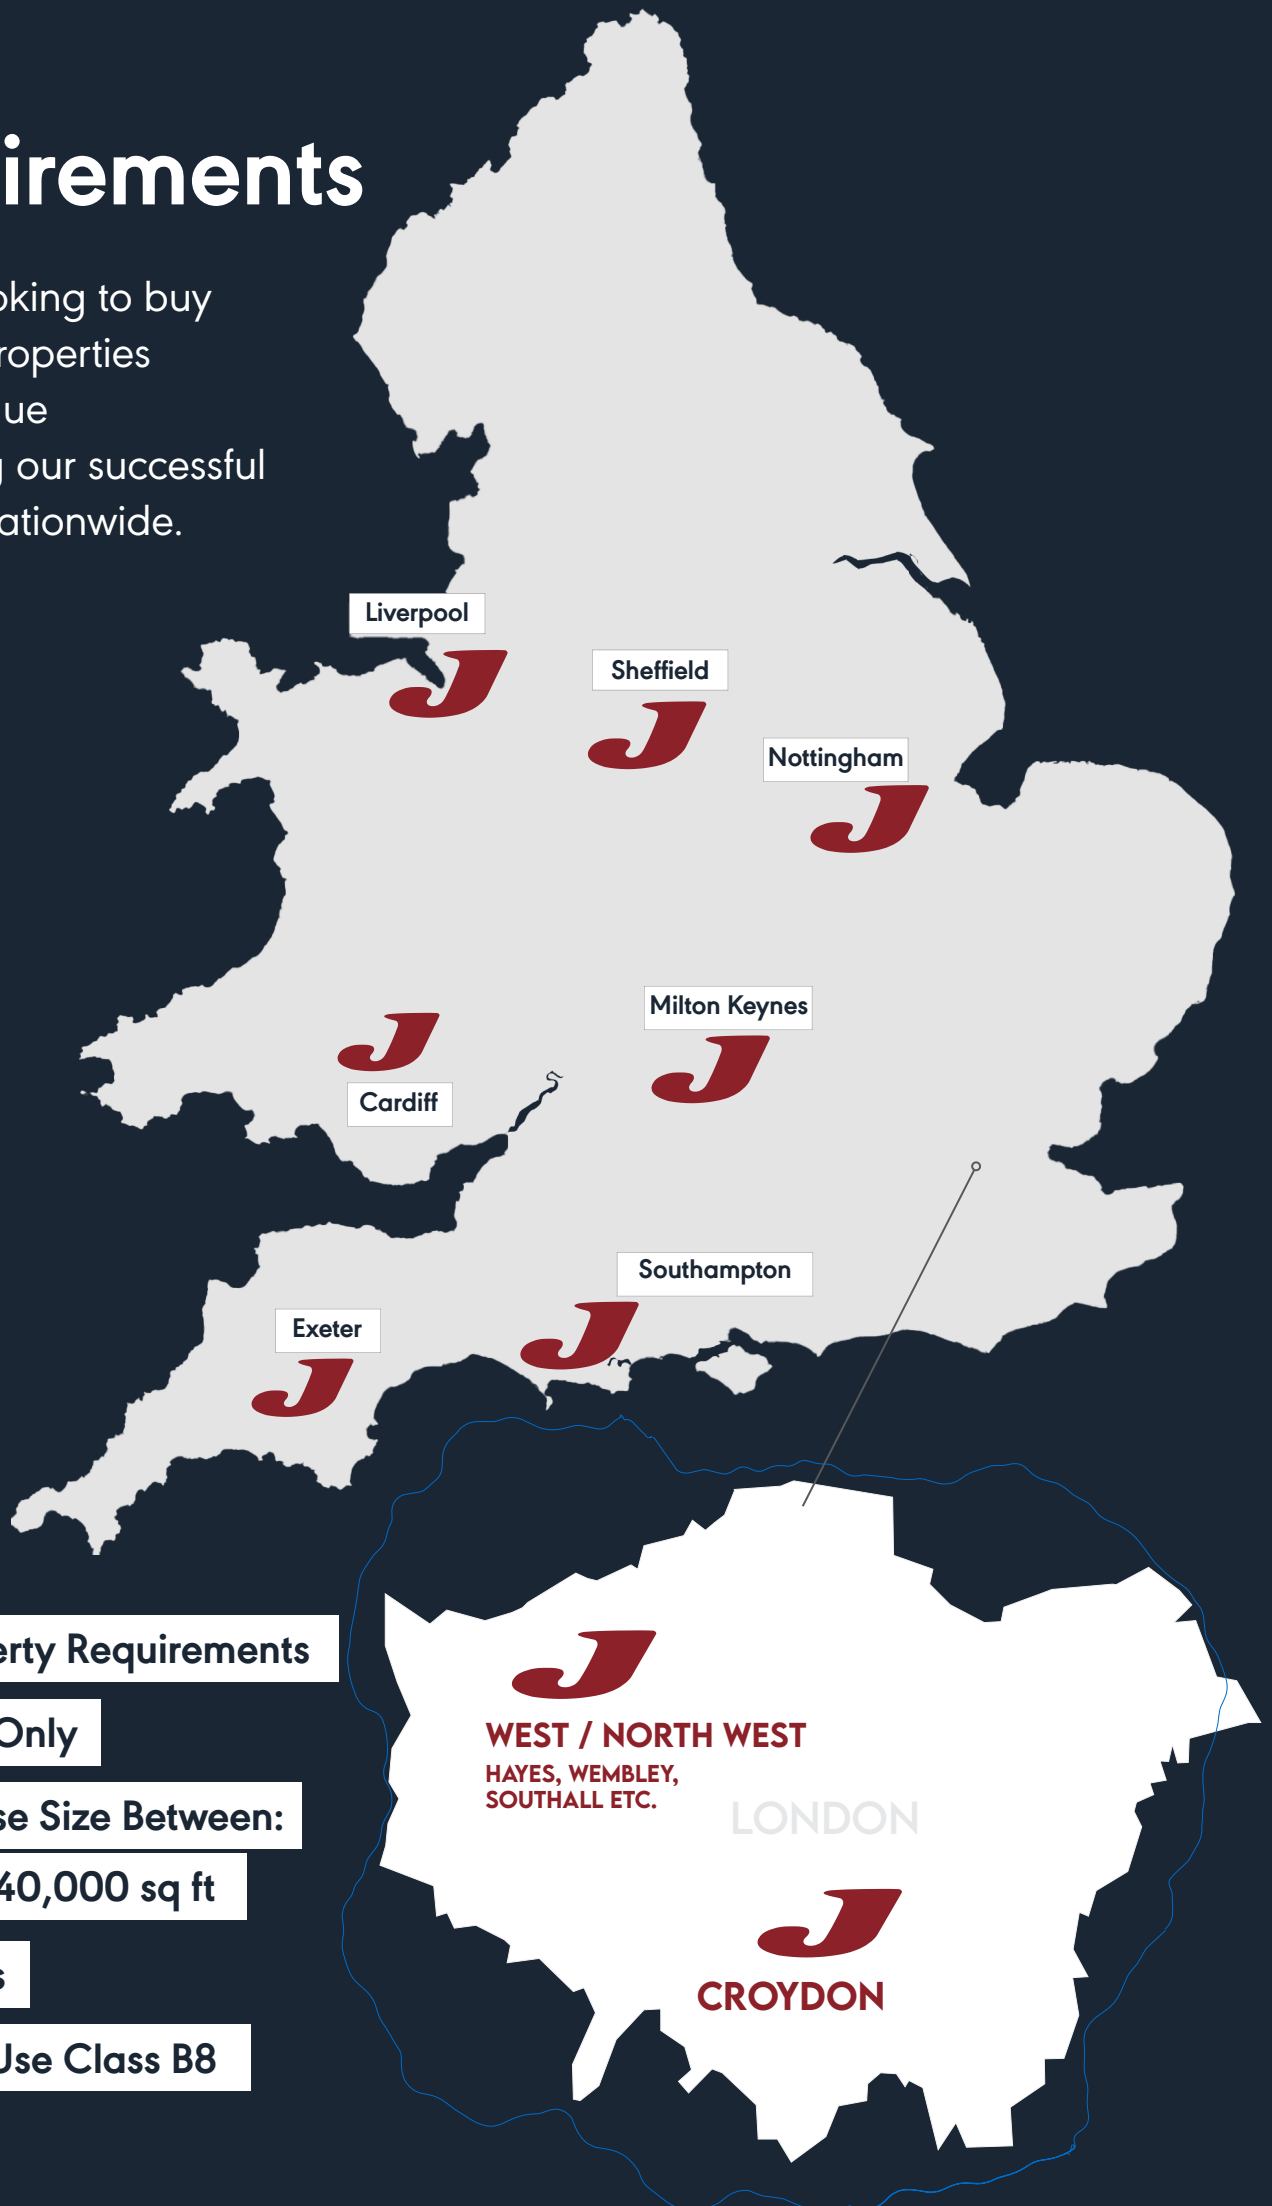 irements
oking to buy
roperties
ue
g our successful
ationwide.
Liverpool
J
Sheffield
J
Nottingham
J
Milton Keynes
J
J
Cardiff
Southampton
J
Exeter
J
erty Requirements
Only
se Size Between:
40,000 sq ft
s
Use Class B8
J
WEST / NORTH WEST
HAYES, WEMBLEY,
SOUTHALL ETC.
LONDON
J
CROYDON